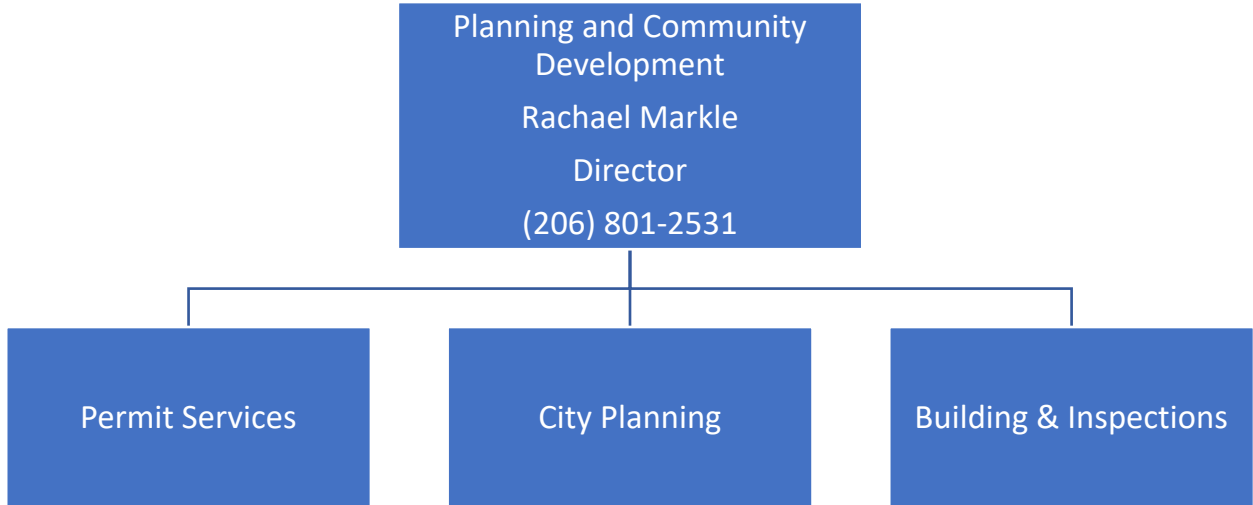 Planning and Community
Development
Rachael Markle
Director
(206) 801-2531
Permit Services
City Planning
Building & Inspections